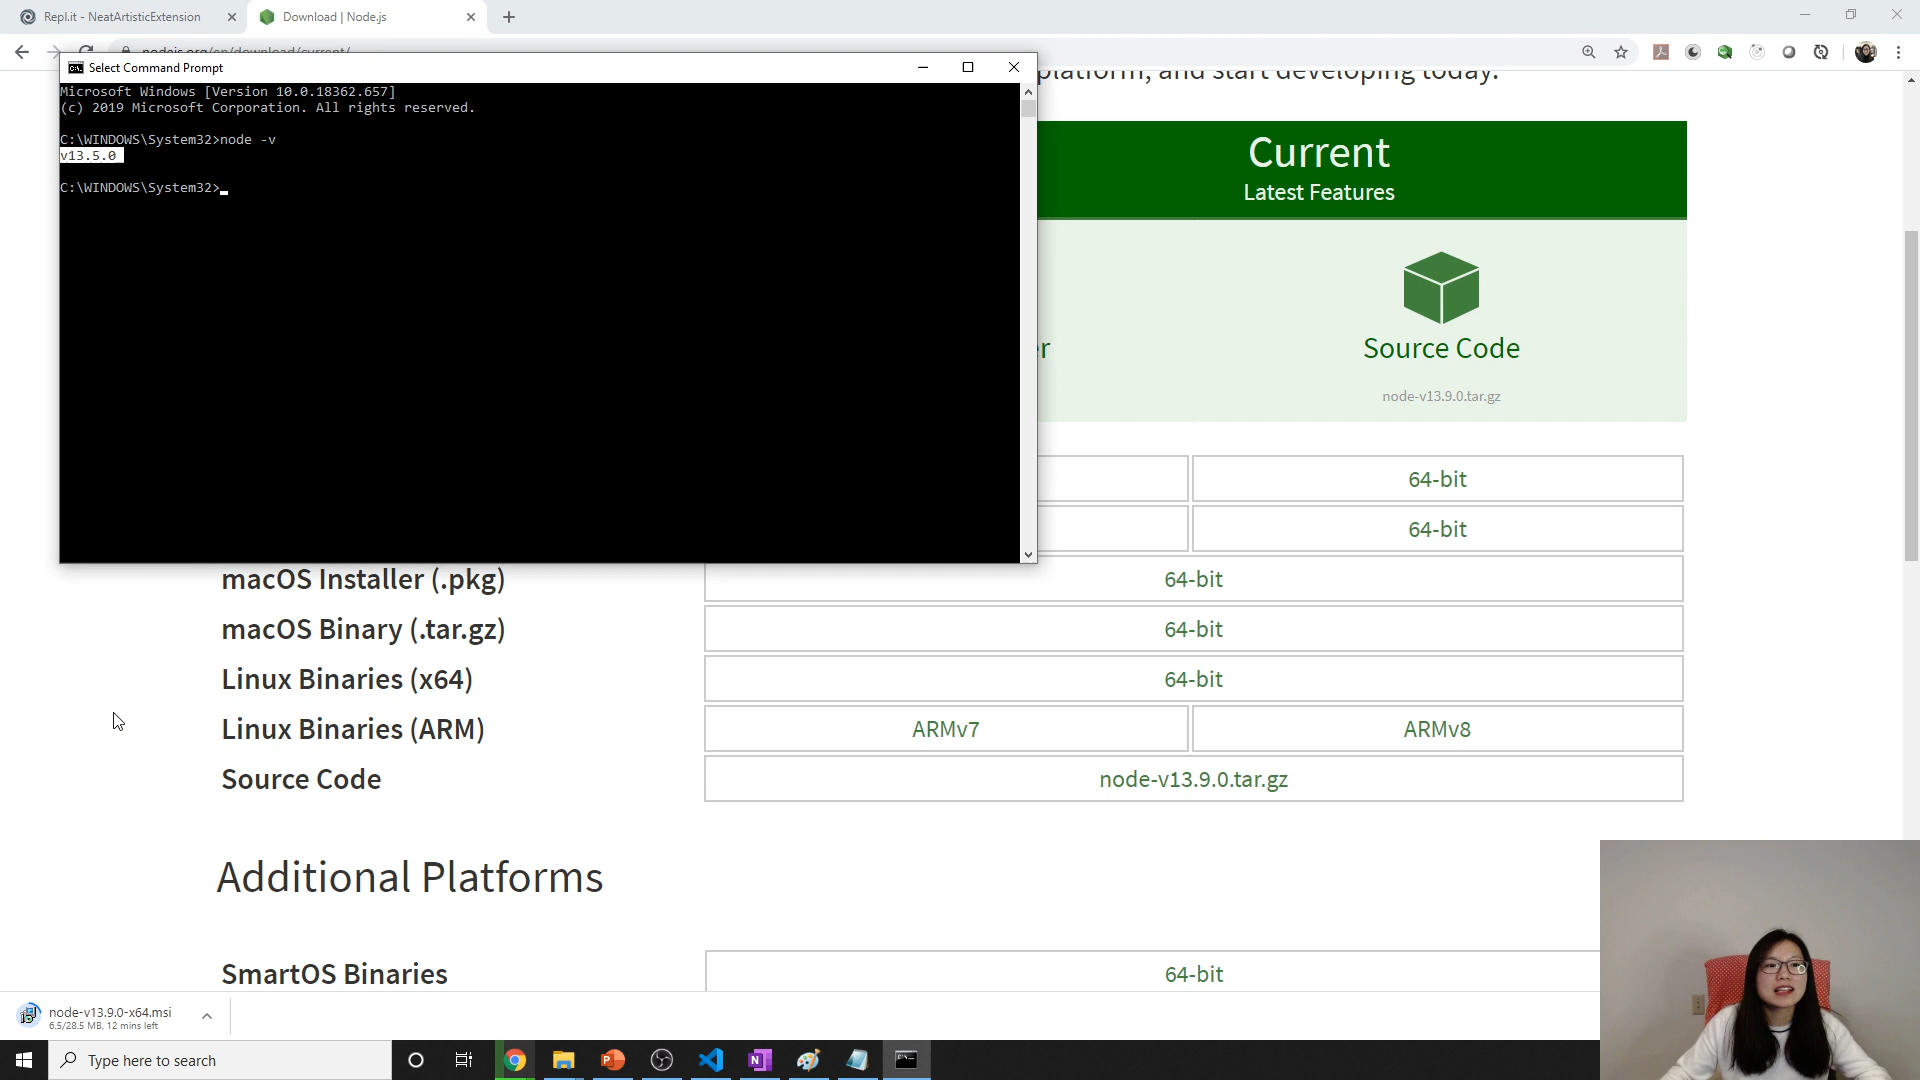 Repl.it - NeatArtisticExtension
Download | Node.js
Select Command Prompt
platform, and start developing today.
Microsoft Windows [Version 10.0.18362.657]
(c) 2019 Microsoft Corporation. All rights reserved.
C:\WINDOWS\System32>node -v
v13.5.0
C:\WINDOWS\System32>
Current
Latest Features
Source Code
node-v13.9.0.tar.gz
64-bit
64-bit
macOS Installer (.pkg)
64-bit
macOS Binary (.tar.gz)
64-bit
Linux Binaries (x64)
64-bit
Linux Binaries (ARM)
ARMv7
ARMv8
Source Code
node-v13.9.0.tar.gz
Additional Platforms
SmartOS Binaries
64-bit
node-v13.9.0-x64.msi
6.5/28.5 MB, 12 mins left
Type here to search